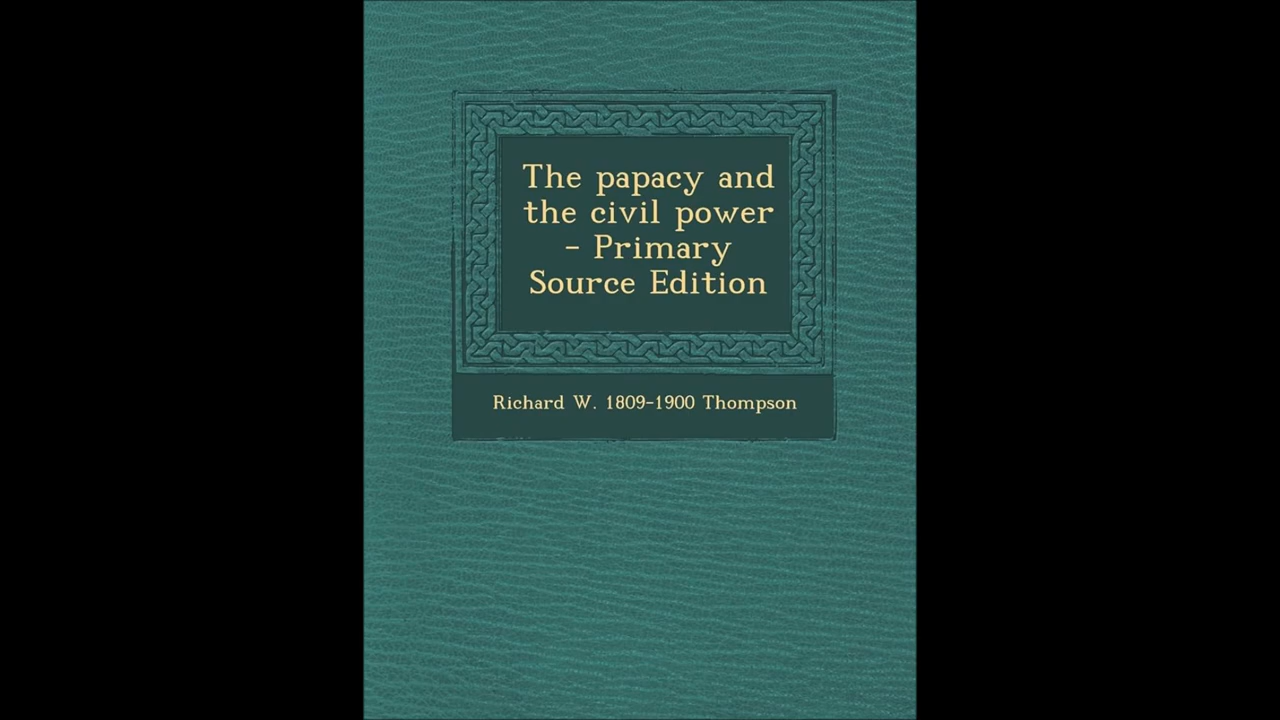 The papacy and
the civil power
- Primary
Source Edition
Richard W. 1809-1900 Thompson